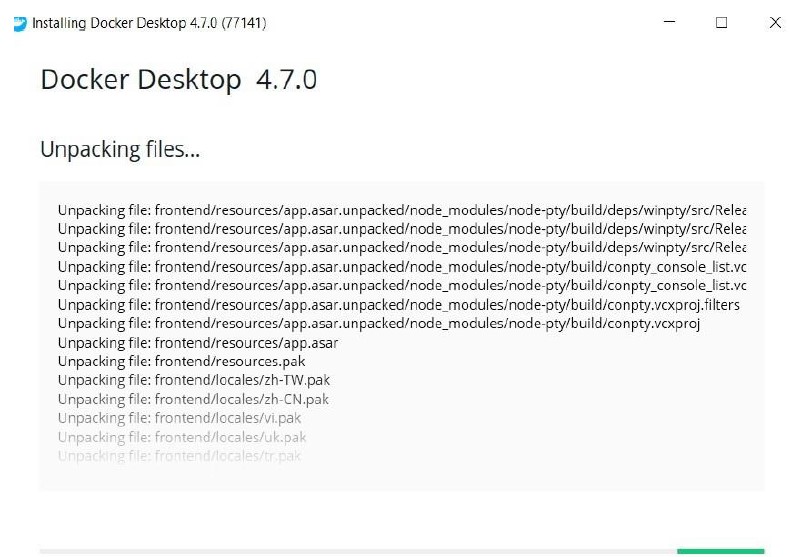 Installing Docker Desktop 4.7.0 (77141)
Docker Desktop 4.7.0
Unpacking files...
Unpacking file: frontend/resources/app.asar.unpacked/node_modules/node-pty/build/deps/winpty/src/Relea
Unpacking file: frontend/resources/app.asar.unpacked/node_modules/node-pty/build/deps/winpty/src/Relea
Unpacking file: frontend/resources/app.asar.unpacked/node_modules/node-pty/build/deps/winpty/src/Relea
Unpacking file: frontend/resources/app.asar.unpacked/node_modules/node-pty/build/conpty_console_list.vc
Unpacking file: frontend/resources/app.asar.unpacked/node_modules/node-pty/build/conpty_console_list.vc
Unpacking file: frontend/resources/app.asar.unpacked/node_modules/node-pty/build/conpty.vcxproj.filters
Unpacking file: frontend/resources/app.asar.unpacked/node_modules/node-pty/build/conpty.vcxproj
Unpacking file: frontend/resources/app.asar
Unpacking file: frontend/resources.pak
Unpacking file: frontend/locales/zh-TW.pak
Unpacking file: frontend/locales/zh-CN.pak
Unpacking file: frontend/locales/vi.pak
Unpacking file: frontend/locales/uk.pak
Unpacking file: frontend/locales/tr.pak